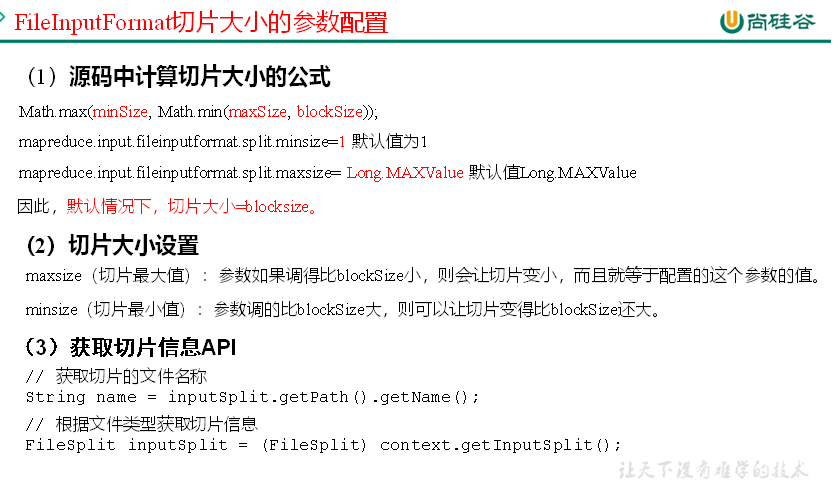 FileInputFormat切片大小的参数配置
尚硅谷
（1）源码中计算切片大小的公式
Math.max(minSize, Math.min(maxSize, blockSize));
mapreduce.input.fileinputformat.split.minsize=1 默认值为1
mapreduce.input.fileinputformat.split.maxsize= Long.MAXValue 默认值Long.MAXValue
因此，默认情况下，切片大小=blocksize。
（2）切片大小设置
maxsize（切片最大值）：参数如果调得比blockSize小，则会让切片变小，而且就等于配置的这个参数的值。
minsize（切片最小值）：参数调的比blockSize大，则可以让切片变得比blockSize还大。
（3）获取切片信息API
// 获取切片的文件名称
String name = inputSplit.getPath().getName();
// 根据文件类型获取切片信息
FileSplit inputSplit = (FileSplit) context.getInputSplit();
让天下没有难学的技术